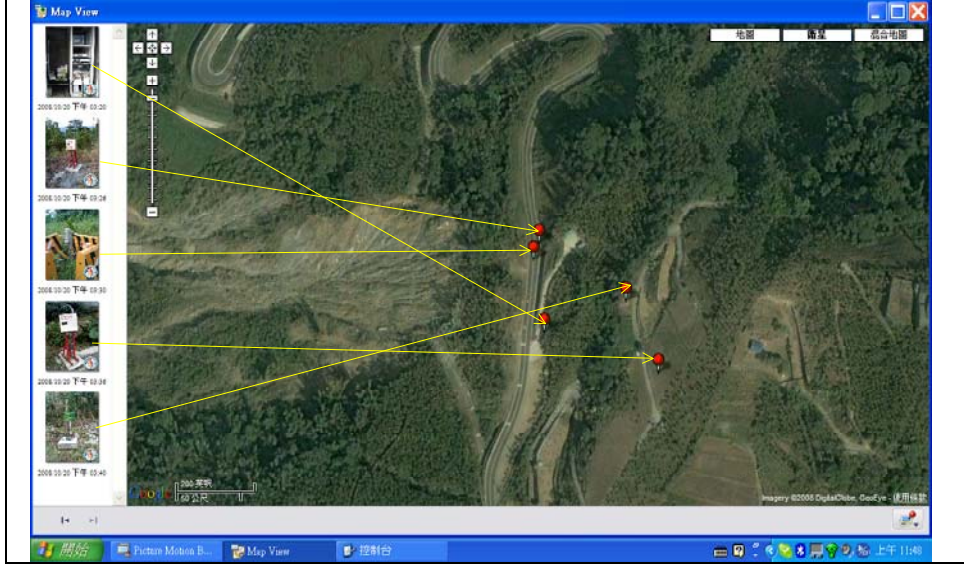 Map View
地圖
衛星
混合地圖
2008/10/20 下午 03:20
2008/10/20 下午 03:26
2008/10/20 下午 03:30
2008/10/20 下午 03:36
2008/10/20 下午 03:40
200 英呎
50 公尺
Google
Imagery ©2008 DigitalGlobe, GeoEye - 使用條款
開始
Picture Motion B...
Map View
控制台
上午 11:48